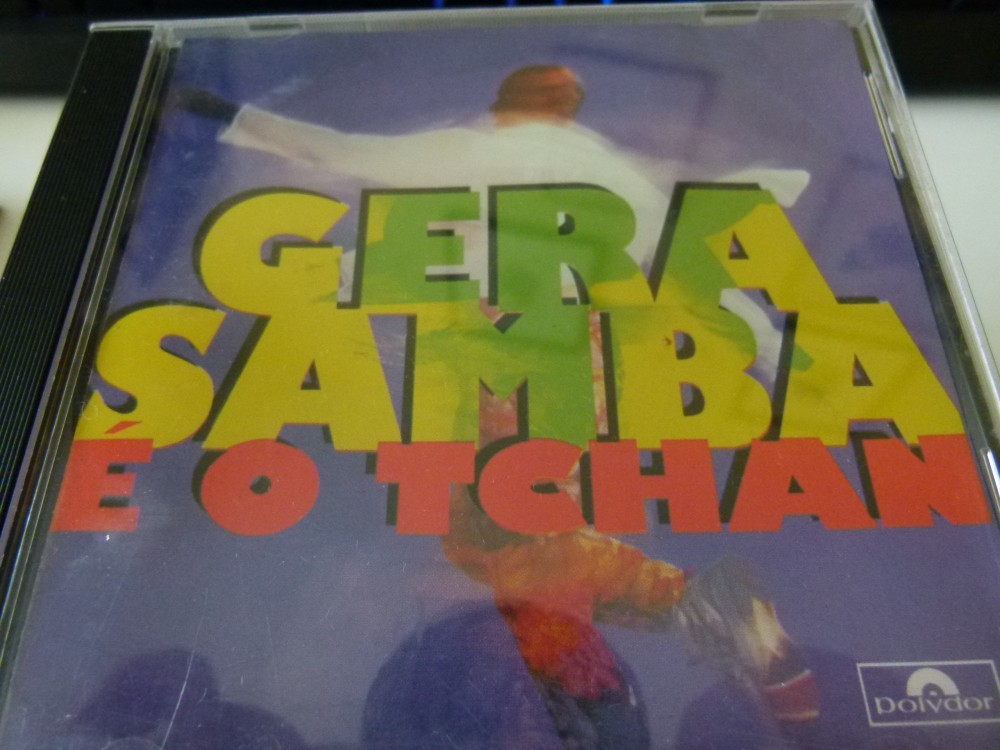 GERA
SAMBA
É O TCHAN
polydor